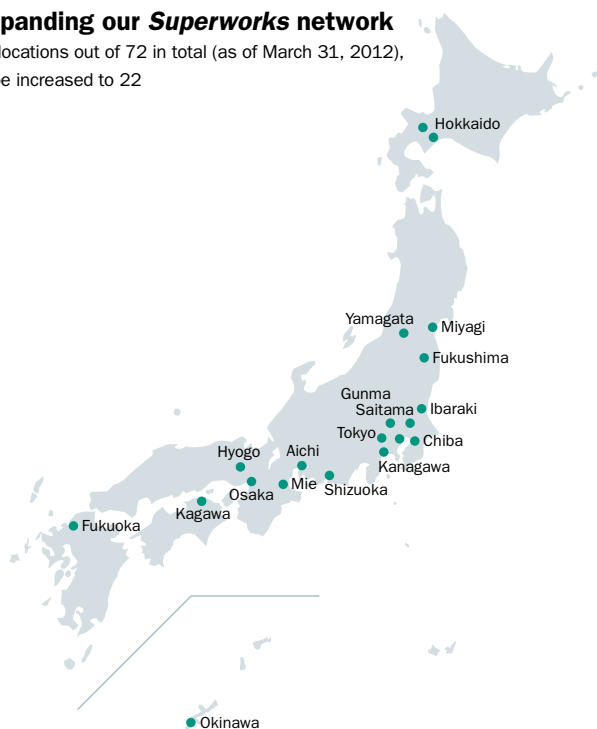 panding our Superworks network
locations out of 72 in total (as of March 31, 2012),
e increased to 22
Hokkaido
Yamagata
Miyagi
Fukushima
Gunma
Saitama
Ibaraki
Tokyo
Chiba
Kanagawa
Hyogo
Aichi
Osaka
Mie
Shizuoka
Kagawa
Fukuoka
Okinawa